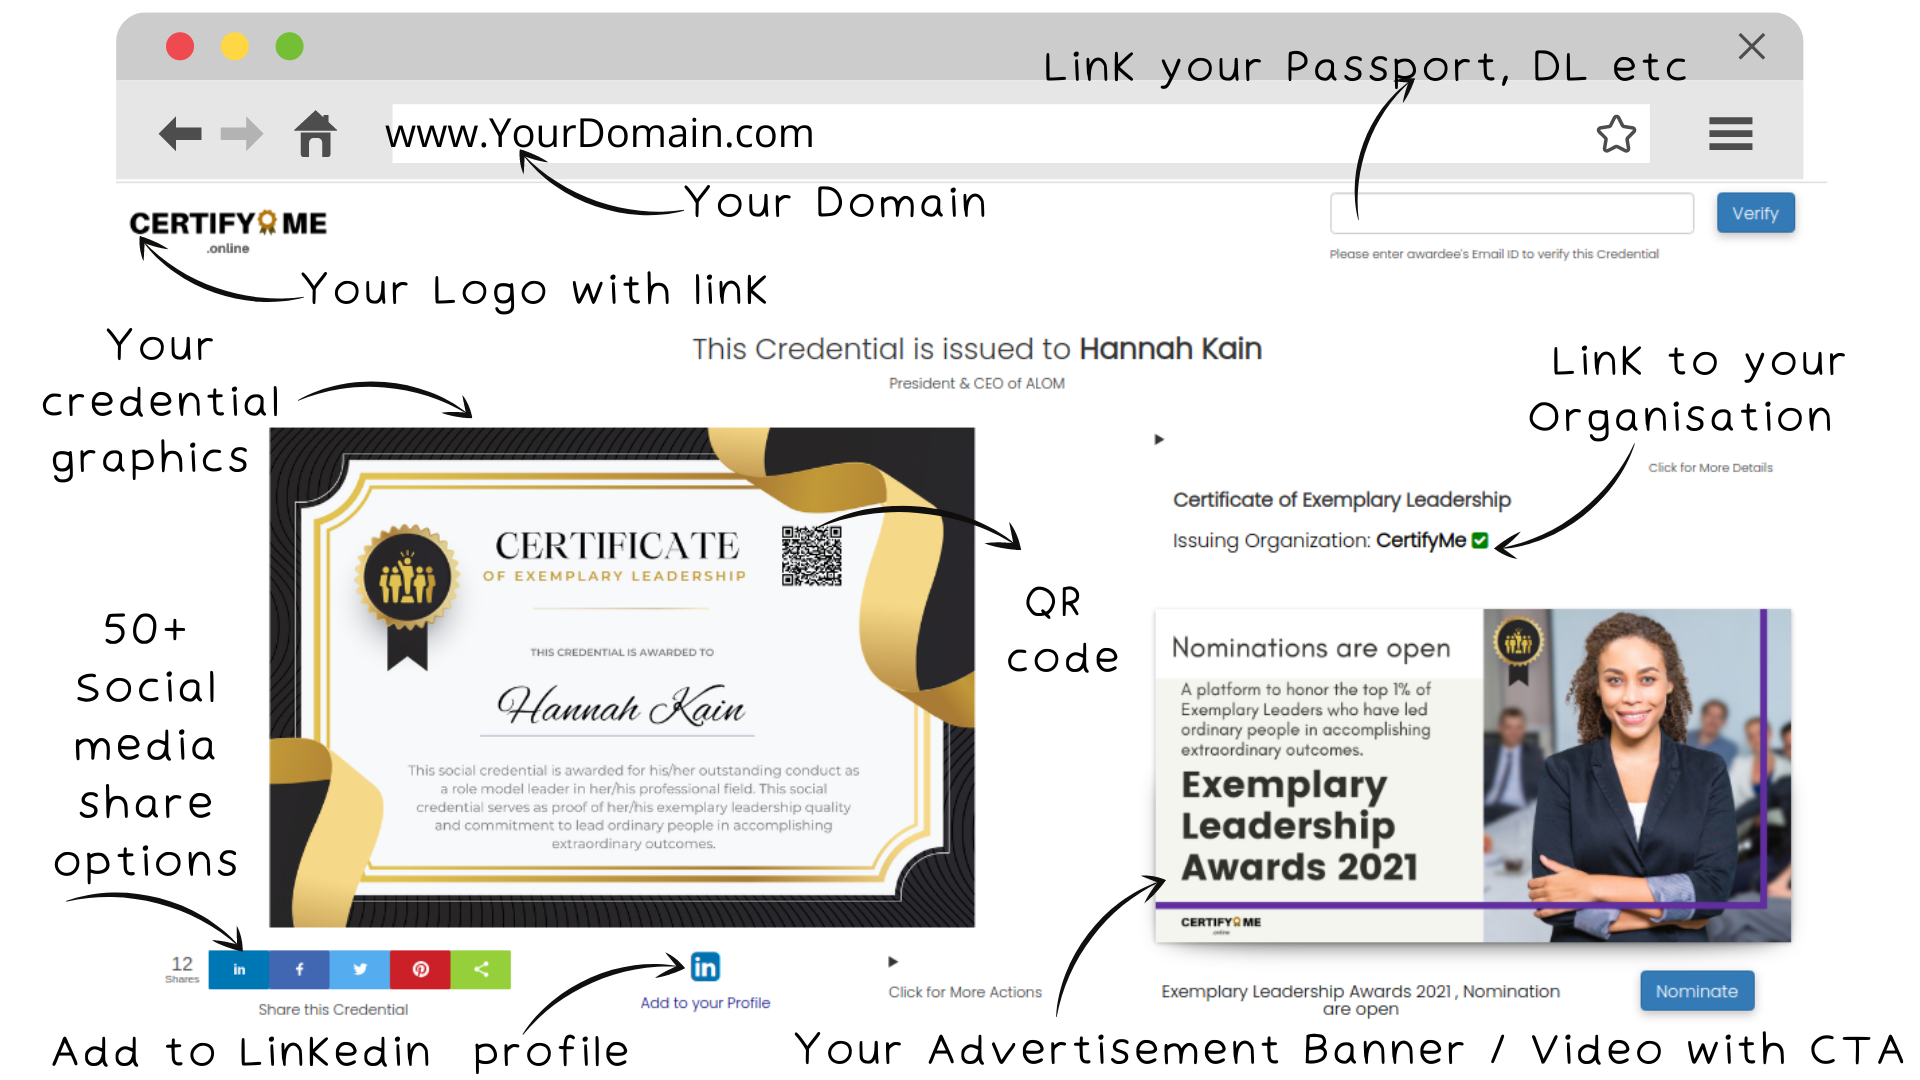 Link your Passport, DL etc
www.YourDomain.com
Your Domain
CERTIFY ME
.online
Verify
Please enter awardee's Email ID to verify this Credential
Your Logo with link
This Credential is issued to Hannah Kain
President & CEO of ALOM
Your
credential
graphics
Link to your
Organisation
Click for More Details
Certificate of Exemplary Leadership
Issuing Organization: CertifyMe
CERTIFICATE
OF EXEMPLARY LEADERSHIP
THIS CREDENTIAL IS AWARDED TO
Hannah Kain
This social credential is awarded for his/her outstanding conduct as
a role model leader in her/his professional field. This social
credential serves as proof of her/his exemplary leadership quality
and commitment to lead ordinary people in accomplishing
extraordinary outcomes.
QR
code
50+
Social
media
share
options
Nominations are open
A platform to honor the top 1% of
Exemplary Leaders who have led
ordinary people in accomplishing
extraordinary outcomes.
Exemplary
Leadership
Awards 2021
CERTIFY ME
.online
12
Shares
in
f
Share this Credential
in
Add to your Profile
Click for More Actions
Exemplary Leadership Awards 2021 , Nomination
are open
Nominate
Add to Linkedin profile
Your Advertisement Banner / Video with CTA